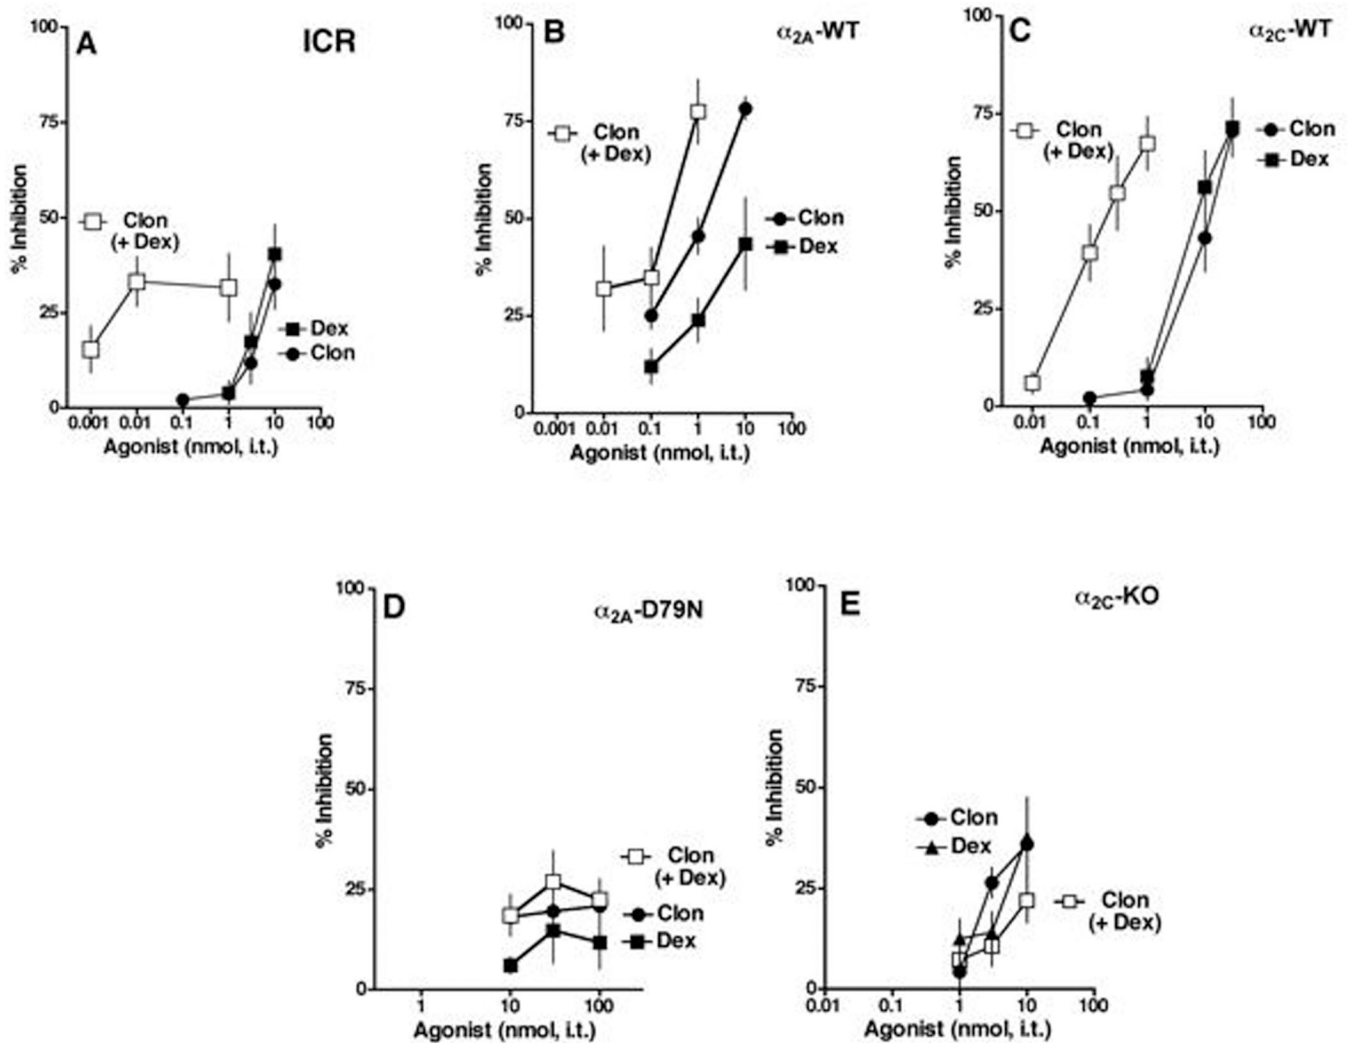 A
ICR
100
75
50
25
0
% Inhibition
Clon
(+ Dex)
Dex
Clon
0.001 0.01 0.1 1 10 100
Agonist (nmol, i.t.)
B
α2A-WT
100
75
50
25
0
% Inhibition
Clon
(+ Dex)
Clon
Dex
0.001 0.01 0.1 1 10 100
Agonist (nmol, i.t.)
C
α2C-WT
100
75
50
25
0
% Inhibition
Clon
(+ Dex)
Clon
Dex
0.01 0.1 1 10 100
Agonist (nmol, i.t.)
D
α2A-D79N
100
75
50
25
0
% Inhibition
Clon
(+ Dex)
Clon
Dex
1 10 100
Agonist (nmol, i.t.)
E
α2C-KO
100
75
50
25
0
% Inhibition
Clon
Dex
Clon
(+ Dex)
0.01 0.1 1 10 100
Agonist (nmol, i.t.)